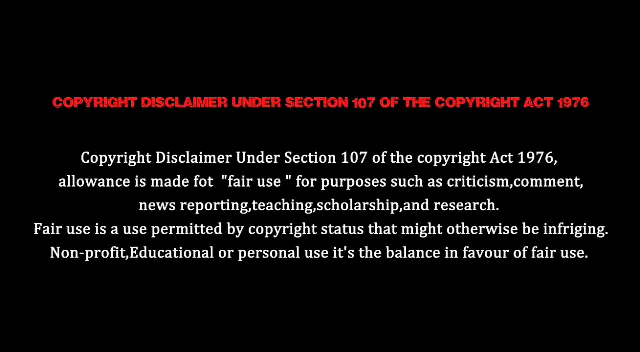 COPYRIGHT DISCLAIMER UNDER SECTION 107 OF THE COPYRIGHT ACT 1976
Copyright Disclaimer Under Section 107 of the copyright Act 1976,
allowance is made fot  "fair use " for purposes such as criticism,comment,
news reporting,teaching,scholarship,and research.
Fair use is a use permitted by copyright status that might otherwise be infriging.
Non-profit,Educational or personal use it's the balance in favour of fair use.